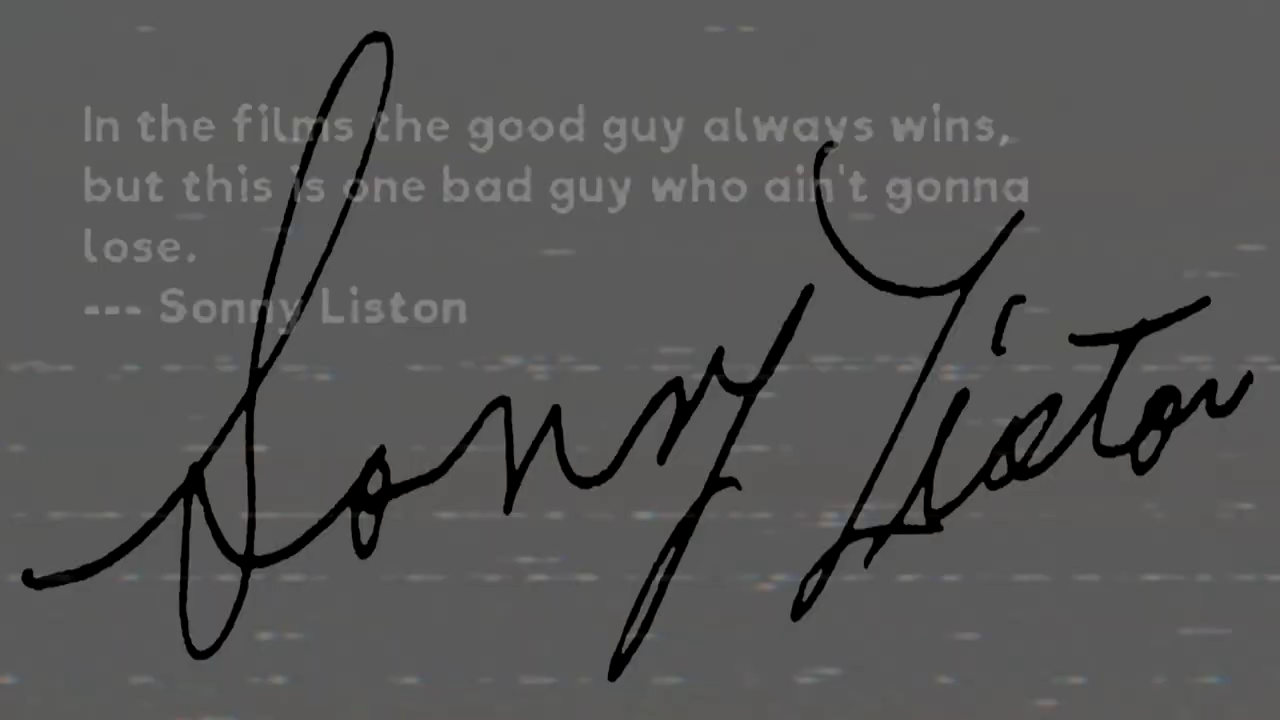 In the films the good guy always wins,
but this is one bad guy who ain't gonna
lose.
--- Sonny Liston
Sonny Liston